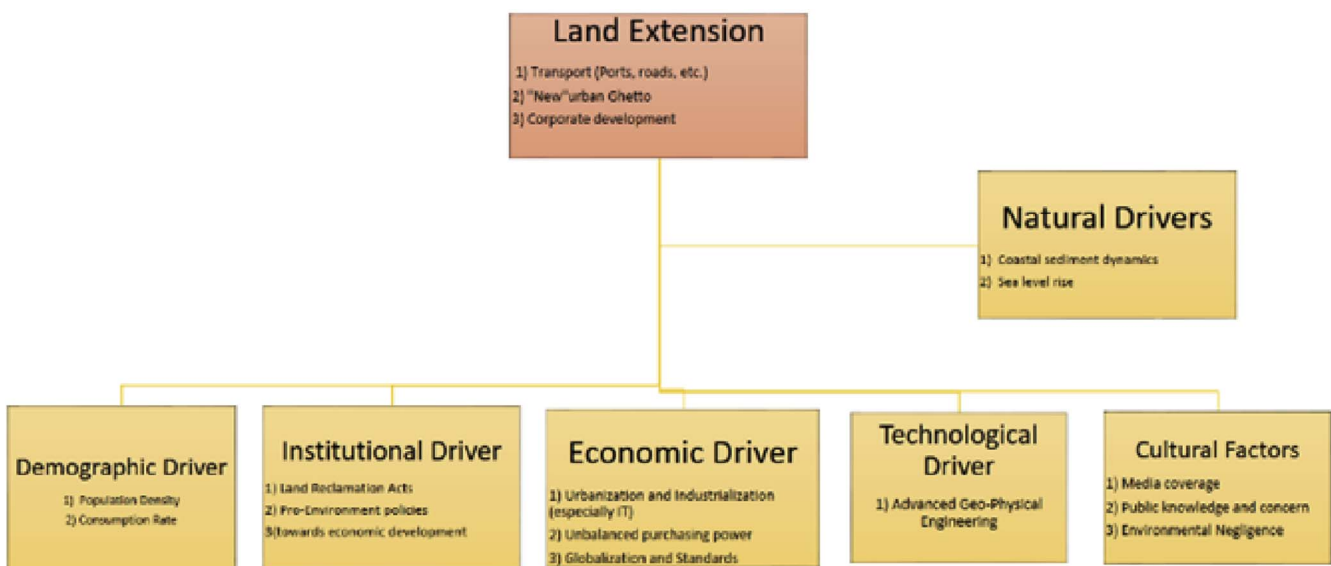 Land Extension
1) Transport (Ports, roads, etc.)
2) "New"urban Ghetto
3) Corporate development
Natural Drivers
1) Coastal sediment dynamics
2) Sea level rise
Demographic Driver
1) Population Density
2) Consumption Rate
Institutional Driver
1) Land Reclamation Acts
2) Pro-Environment policies
3(towards economic development
Economic Driver
1) Urbanization and Industrialization
(especially IT)
2) Unbalanced purchasing power
3) Globalization and Standards
Technological
Driver
1) Advanced Geo-Physical
Engineering
Cultural Factors
1) Media coverage
2) Public knowledge and concern
3) Environmental Negligence